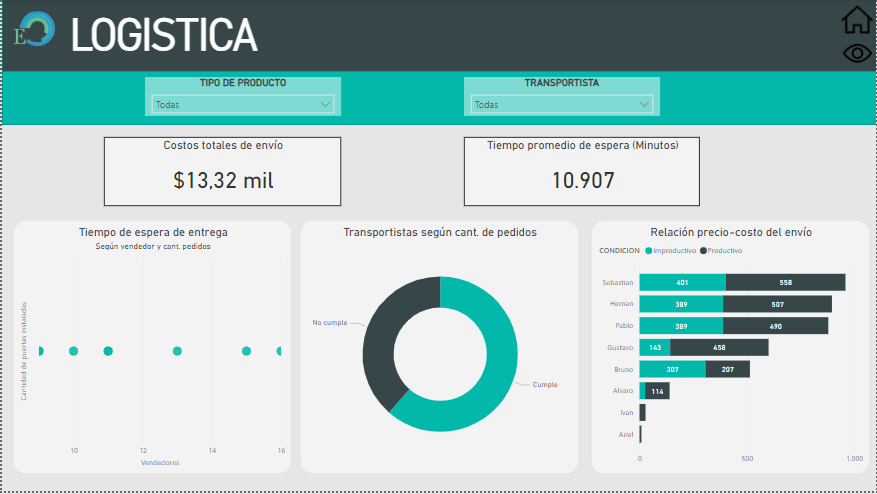 E
LOGISTICA
TIPO DE PRODUCTO
Todas
TRANSPORTISTA
Todas
Costos totales de envío
$13,32 mil
Tiempo promedio de espera (Minutos)
10.907
Tiempo de espera de entrega
Según vendedor y cant. pedidos
Cantidad de puertas instaladas
10 12 14 16
Vendedores
Transportistas según cant. de pedidos
No cumple
Cumple
Relación precio-costo del envío
CONDICION Improductivo Productivo
Sebastian 401 558
Hernan 389 507
Pablo 389 490
Gustavo 143 458
Bruno 307 207
Alvaro 114
Ivan
Ariel
0 500 1.000